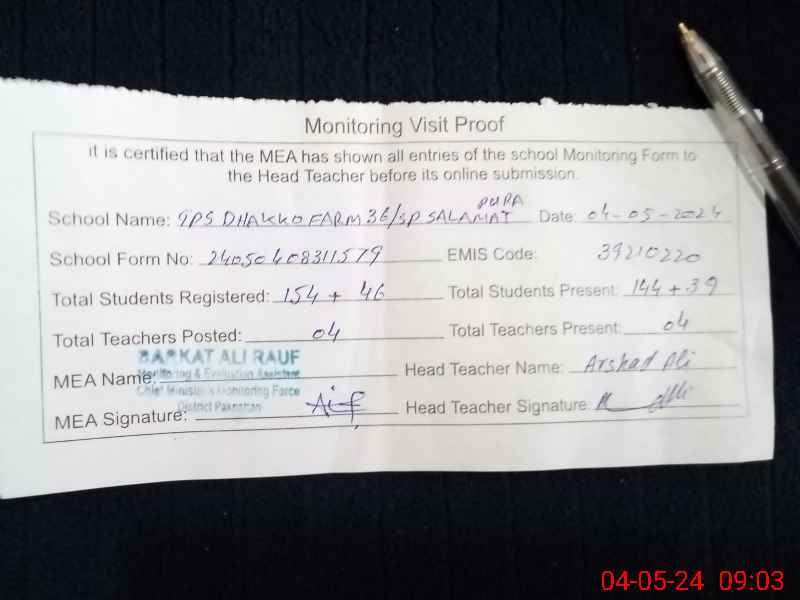 Monitoring Visit Proof
it is certified that the MEA has shown all entries of the school Monitoring Form to
the Head Teacher before its online submission.
School Name: GPS DHAKKO FARM 36/SP SALAMAT PURA Date: 04-05-2024
School Form No: 24050408311579 EMIS Code: 39210220
Total Students Registered: 154 + 46 Total Students Present: 144 + 39
Total Teachers Posted: 04 Total Teachers Present: 04
BARKAT ALI RAUF
Monitoring & Evaluation Assistant
MEA Name: Head Teacher Name: Arshad Ali
Chief Minister's Monitoring Force
District Pakpattan
MEA Signature: Head Teacher Signature:
04-05-24 09:03